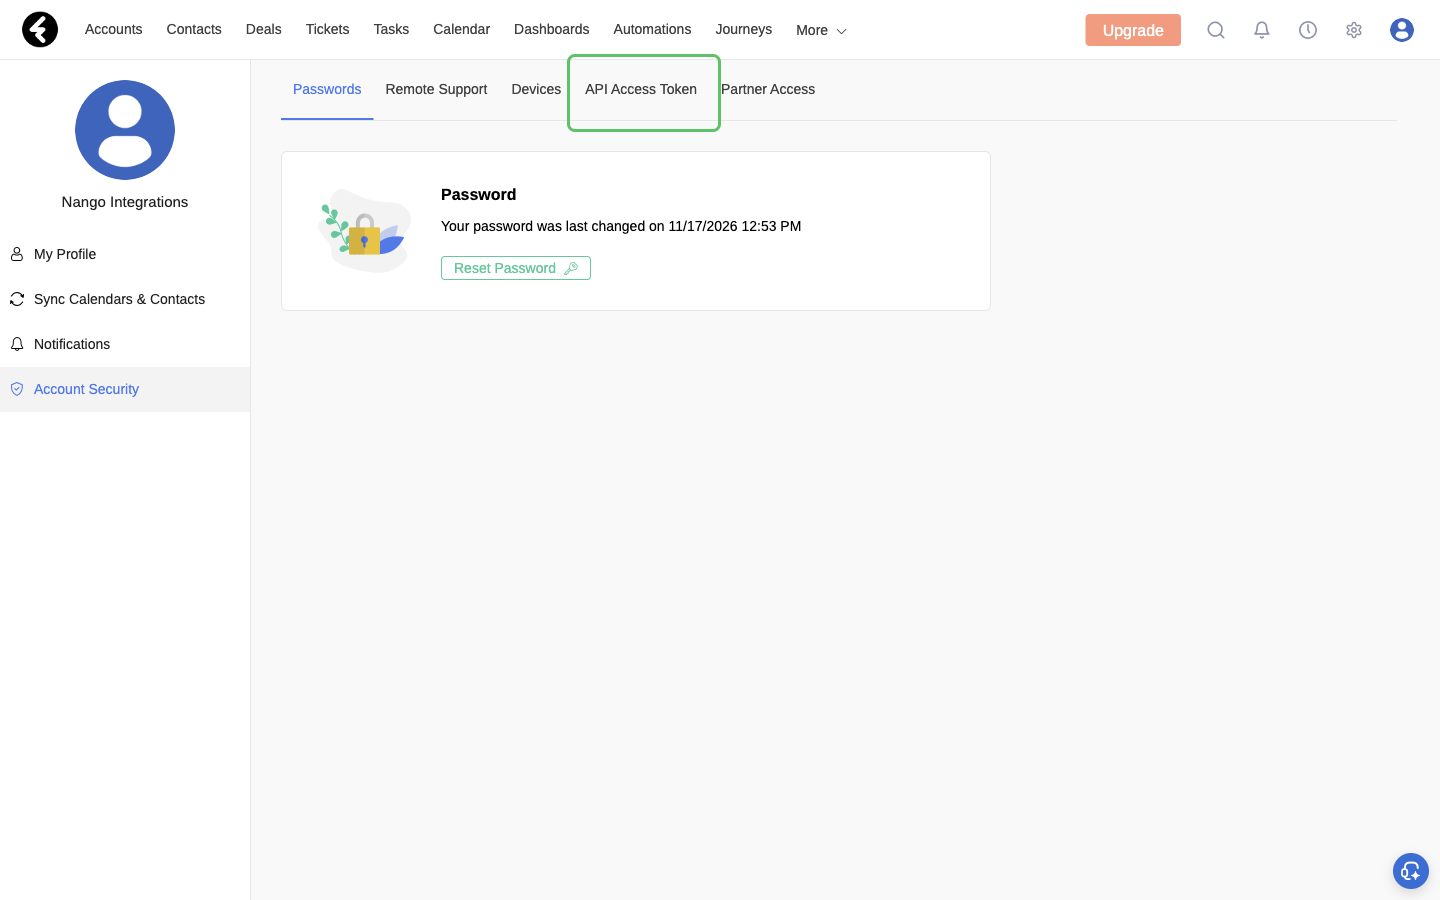 Accounts Contacts Deals Tickets Tasks Calendar Dashboards Automations Journeys More Upgrade
Passwords Remote Support Devices API Access Token Partner Access
Nango Integrations
My Profile
Sync Calendars & Contacts
Notifications
Account Security
Password
Your password was last changed on 11/17/2026 12:53 PM
Reset Password